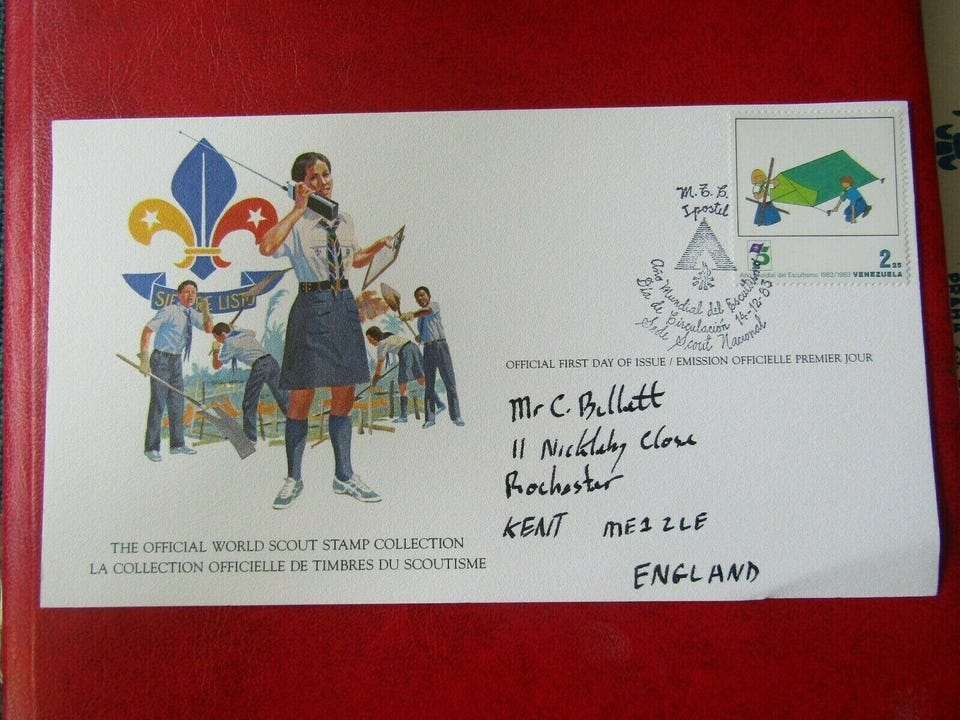 SIEMPRE LISTO
M.T.C.
Ipostel
Año Mundial del Escultismo 1982/1983
2.25
VENEZUELA
Año Mundial del Escultismo
Día de Circulación 14-12-83
Sede Scout Nacional
OFFICIAL FIRST DAY OF ISSUE / EMISSION OFFICIELLE PREMIER JOUR
Mr C. Billett
11 Nickleby Close
Rochester
KENT ME1 2LE
ENGLAND
THE OFFICIAL WORLD SCOUT STAMP COLLECTION
LA COLLECTION OFFICIELLE DE TIMBRES DU SCOUTISME